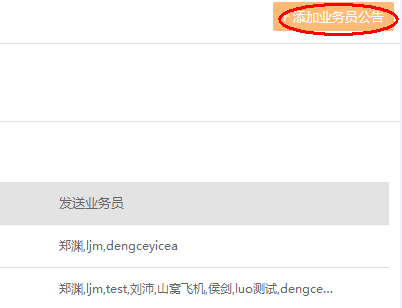 添加业务员公告
发送业务员
郑渊,ljm,dengceyicea
郑渊,ljm,test,刘沛,山窝飞机,侯剑,luo测试,dengce...